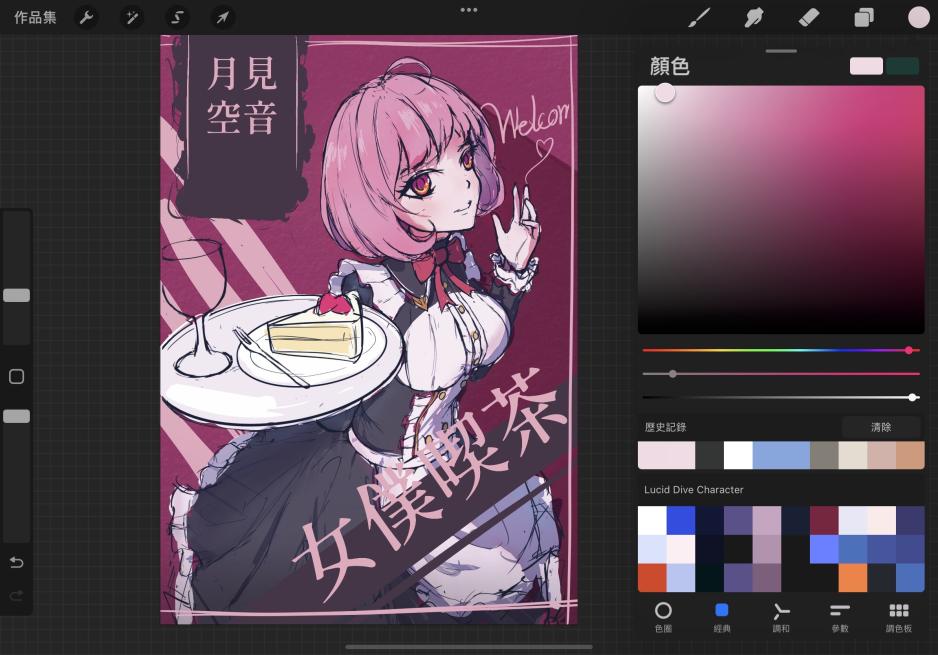 作品集
月見
空音
Welcom
女僕喫茶
顏色
歷史記錄
清除
Lucid Dive Character
色圈
經典
調和
參數
調色板